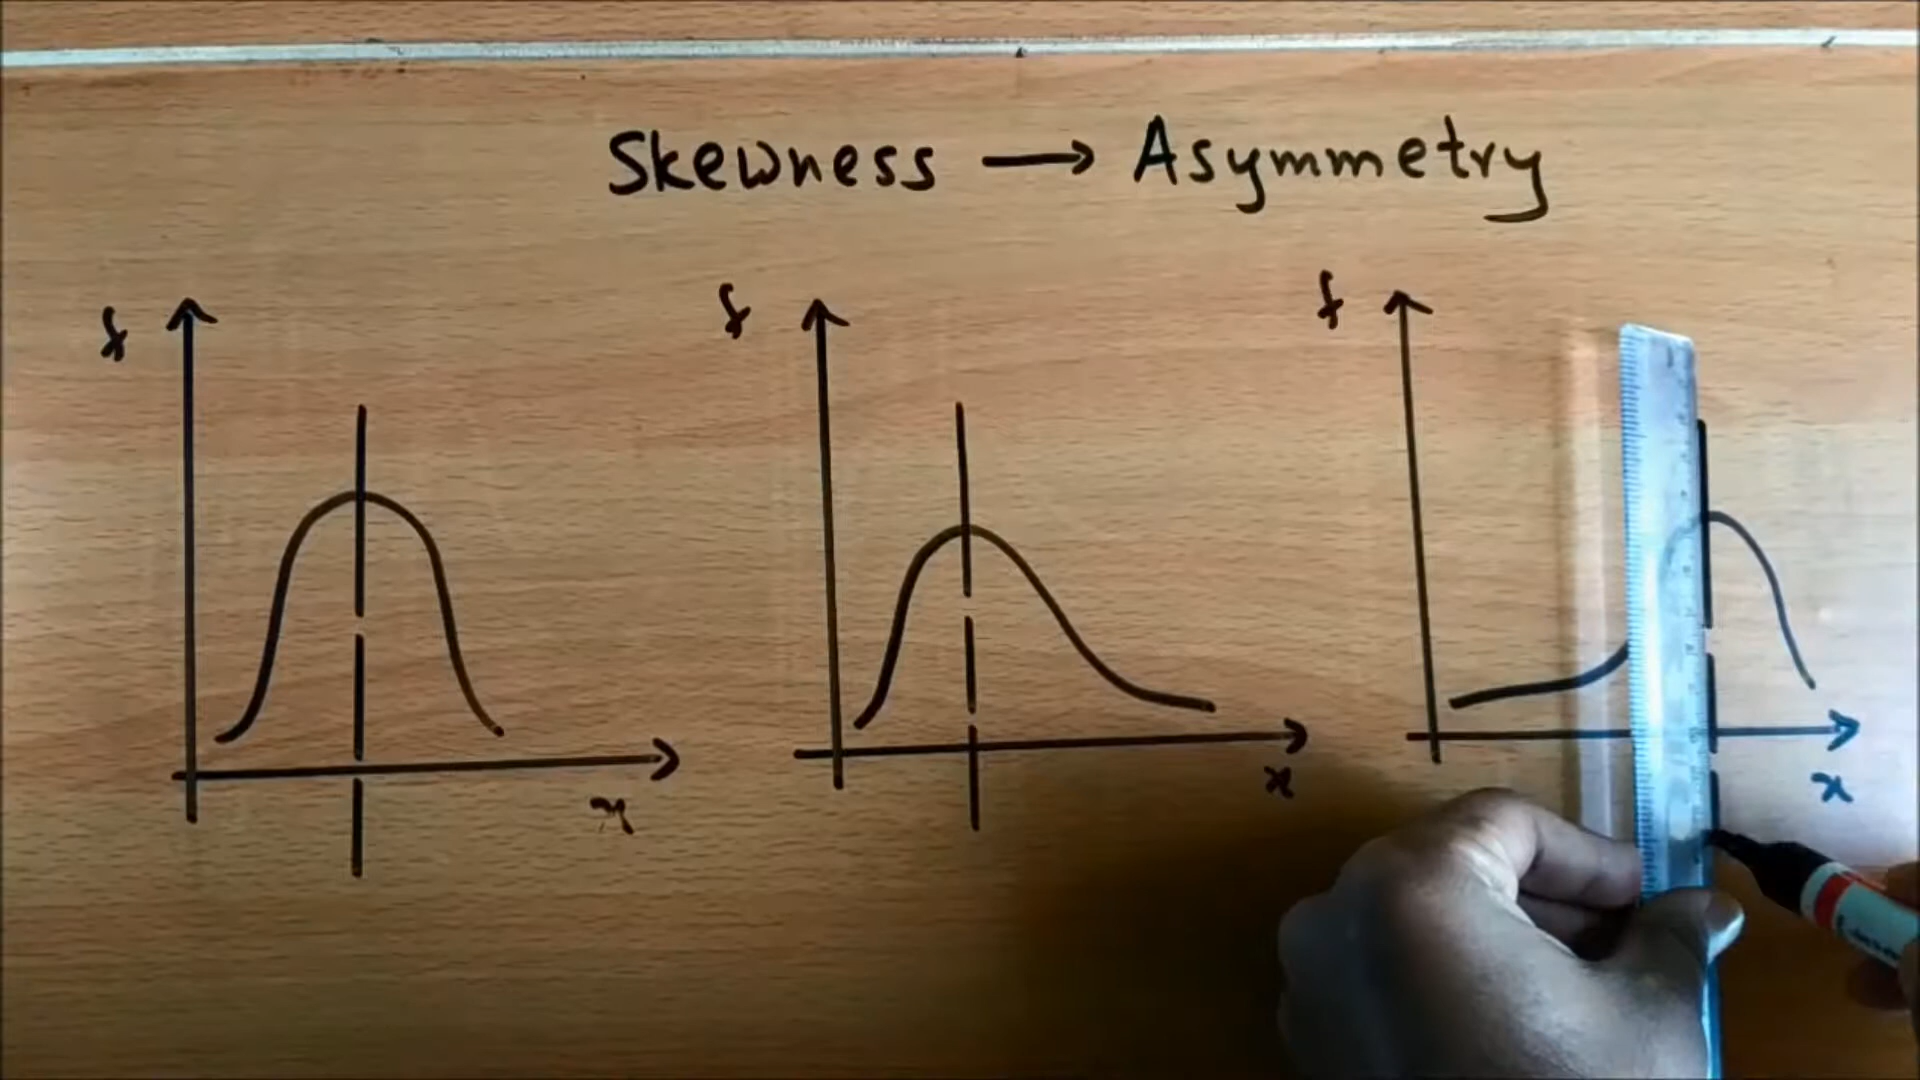 Skewness → Asymmetry
f
f
f
x
x
x